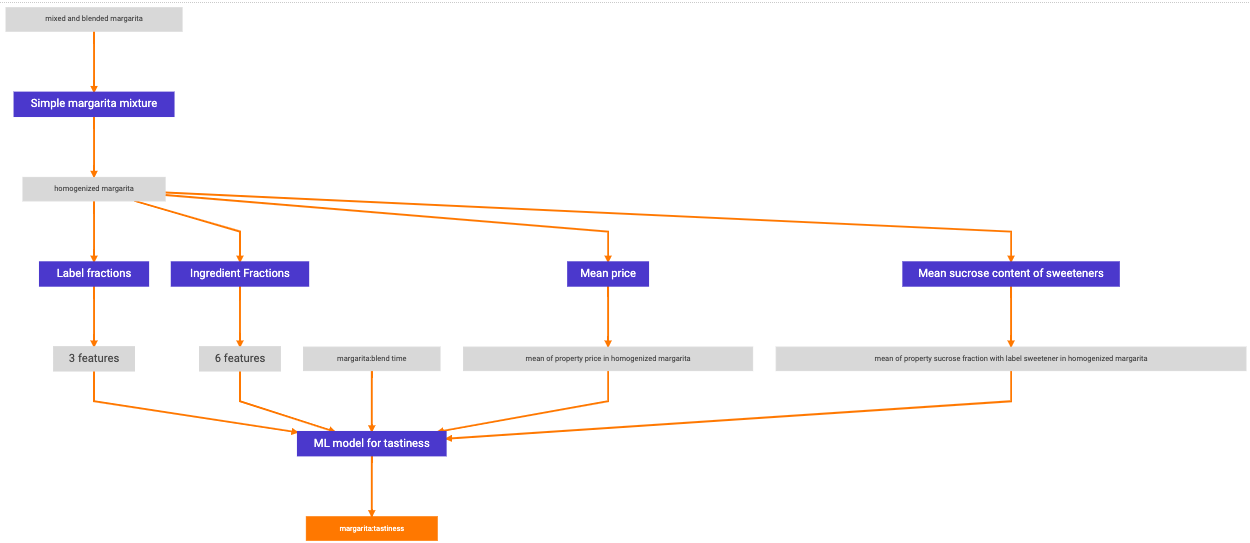 mixed and blended margarita
Simple margarita mixture
homogenized margarita
Label fractions
Ingredient Fractions
Mean price
Mean sucrose content of sweeteners
3 features
6 features
margarita:blend time
mean of property price in homogenized margarita
mean of property sucrose fraction with label sweetener in homogenized margarita
ML model for tastiness
margarita:tastiness